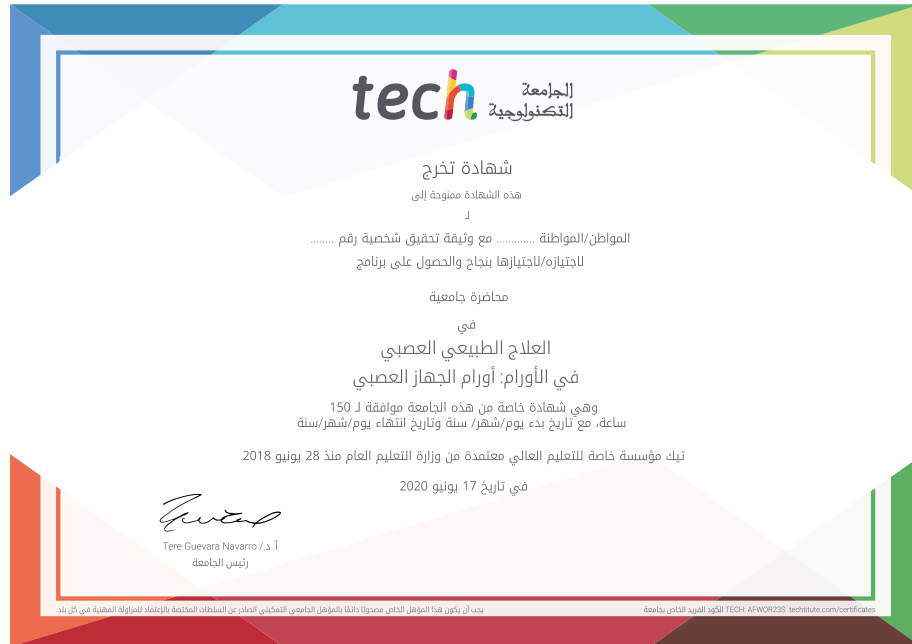 tech الجامعة
التكنولوجية
شهادة تخرج
هذه الشهادة ممنوحة إلى
لـ
المواطن/المواطنة ............. مع وثيقة تحقيق شخصية رقم ........
لاجتيازه/لاجتيازها بنجاح والحصول على برنامج
محاضرة جامعية
في
العلاج الطبيعي العصبي
في الأورام: أورام الجهاز العصبي
وهي شهادة خاصة من هذه الجامعة موافقة لـ 150
ساعة، مع تاريخ بدء يوم/شهر/ سنة وتاريخ انتهاء يوم/شهر/سنة
تيك مؤسسة خاصة للتعليم العالي معتمدة من وزارة التعليم العام منذ 28 يونيو 2018
في تاريخ 17 يونيو 2020
أ. د./ Tere Guevara Navarro
رئيس الجامعة
يجب أن يكون هذا المؤهل الخاص مصحوبًا دائمًا بالمؤهل الجامعي التمكيني الصادر عن السلطات المختصة بالإعتماد للمزاولة المهنية في كل بلد.
الكود الفريد الخاص بجامعة TECH: AFWOR23S techtitute.com/certificates